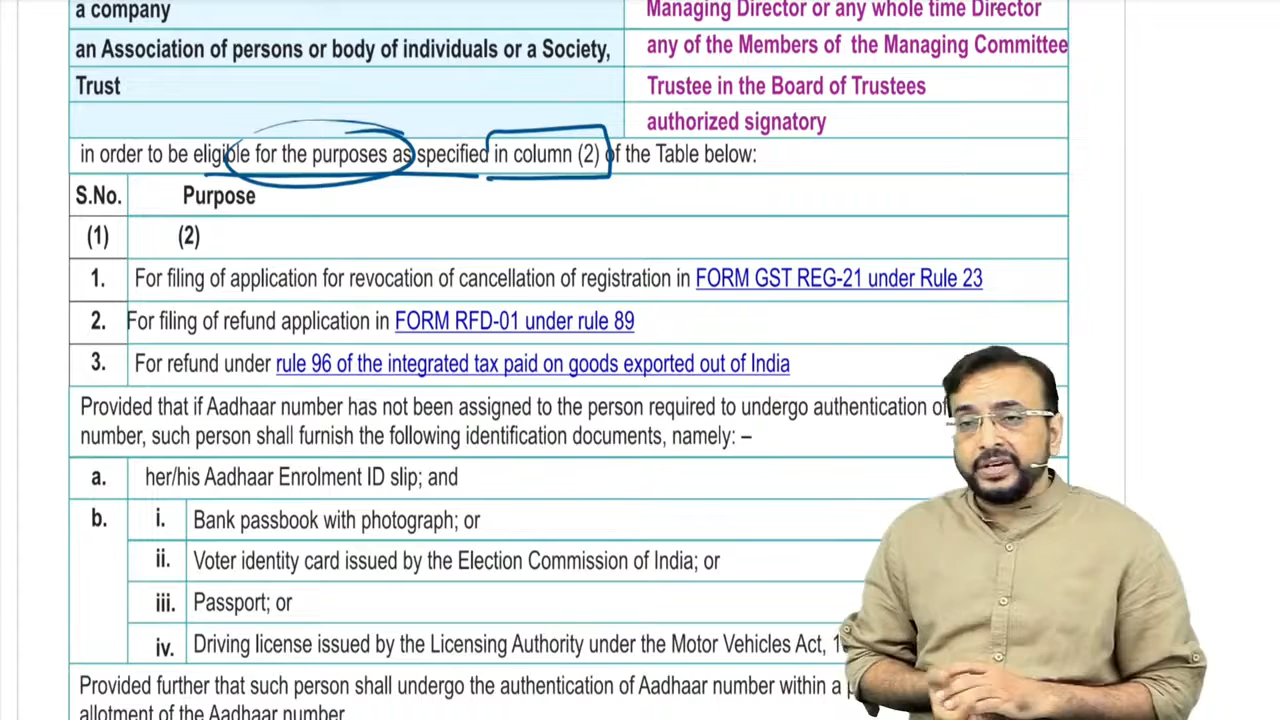 a company
Managing Director or any whole time Director
an Association of persons or body of individuals or a Society,
any of the Members of the Managing Committee
Trust
Trustee in the Board of Trustees
authorized signatory
in order to be eligible for the purposes as specified in column (2) of the Table below:
S.No. Purpose
(1) (2)
1. For filing of application for revocation of cancellation of registration in FORM GST REG-21 under Rule 23
2. For filing of refund application in FORM RFD-01 under rule 89
3. For refund under rule 96 of the integrated tax paid on goods exported out of India
Provided that if Aadhaar number has not been assigned to the person required to undergo authentication of
number, such person shall furnish the following identification documents, namely: –
a. her/his Aadhaar Enrolment ID slip; and
b. i. Bank passbook with photograph; or
ii. Voter identity card issued by the Election Commission of India; or
iii. Passport; or
iv. Driving license issued by the Licensing Authority under the Motor Vehicles Act,
Provided further that such person shall undergo the authentication of Aadhaar number within a
allotment of the Aadhaar number